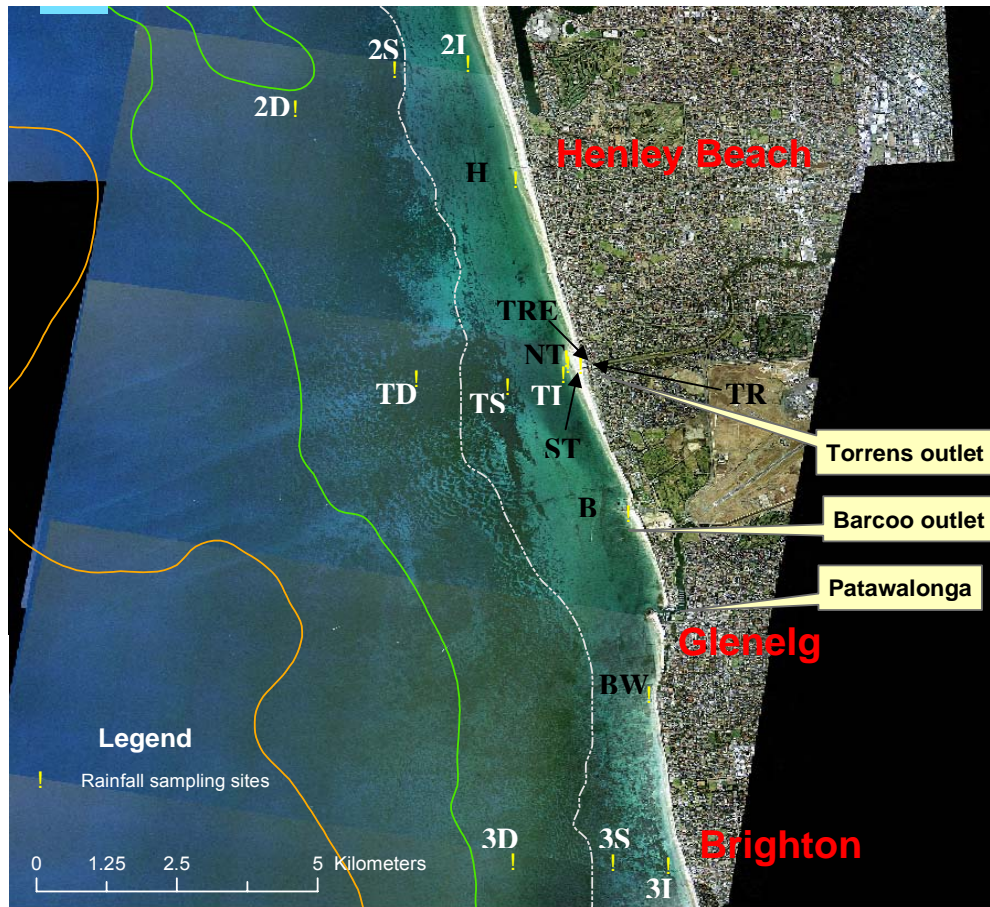 2S
2I
2D
Henley Beach
H
TRE
NT
TD
TS
TI
TR
ST
Torrens outlet
B
Barcoo outlet
Patawalonga
Glenelg
BW
Legend
! Rainfall sampling sites
3D
3S
Brighton
0 1.25 2.5 5 Kilometers
3I